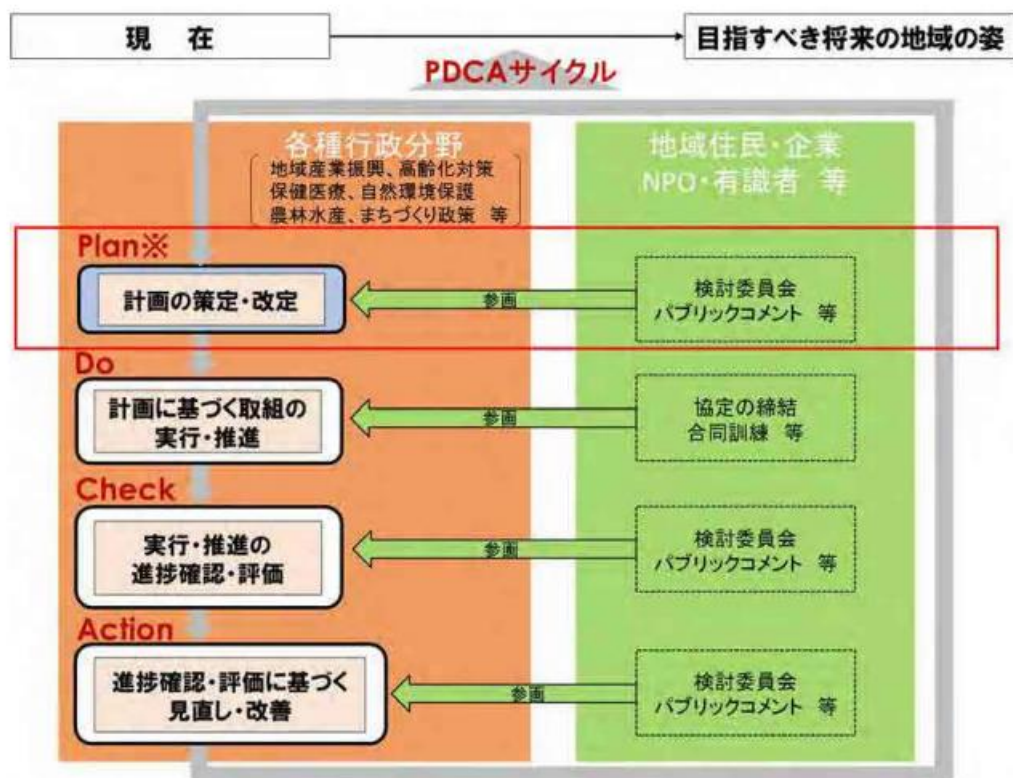 現 在
目指すべき将来の地域の姿
PDCAサイクル
各種行政分野
地域産業振興、高齢化対策
保健医療、自然環境保護
農林水産、まちづくり政策 等
地域住民・企業
NPO・有識者 等
Plan※
計画の策定・改定
参画
検討委員会
パブリックコメント 等
Do
計画に基づく取組の
実行・推進
参画
協定の締結
合同訓練 等
Check
実行・推進の
進捗確認・評価
参画
検討委員会
パブリックコメント 等
Action
進捗確認・評価に基づく
見直し・改善
参画
検討委員会
パブリックコメント 等